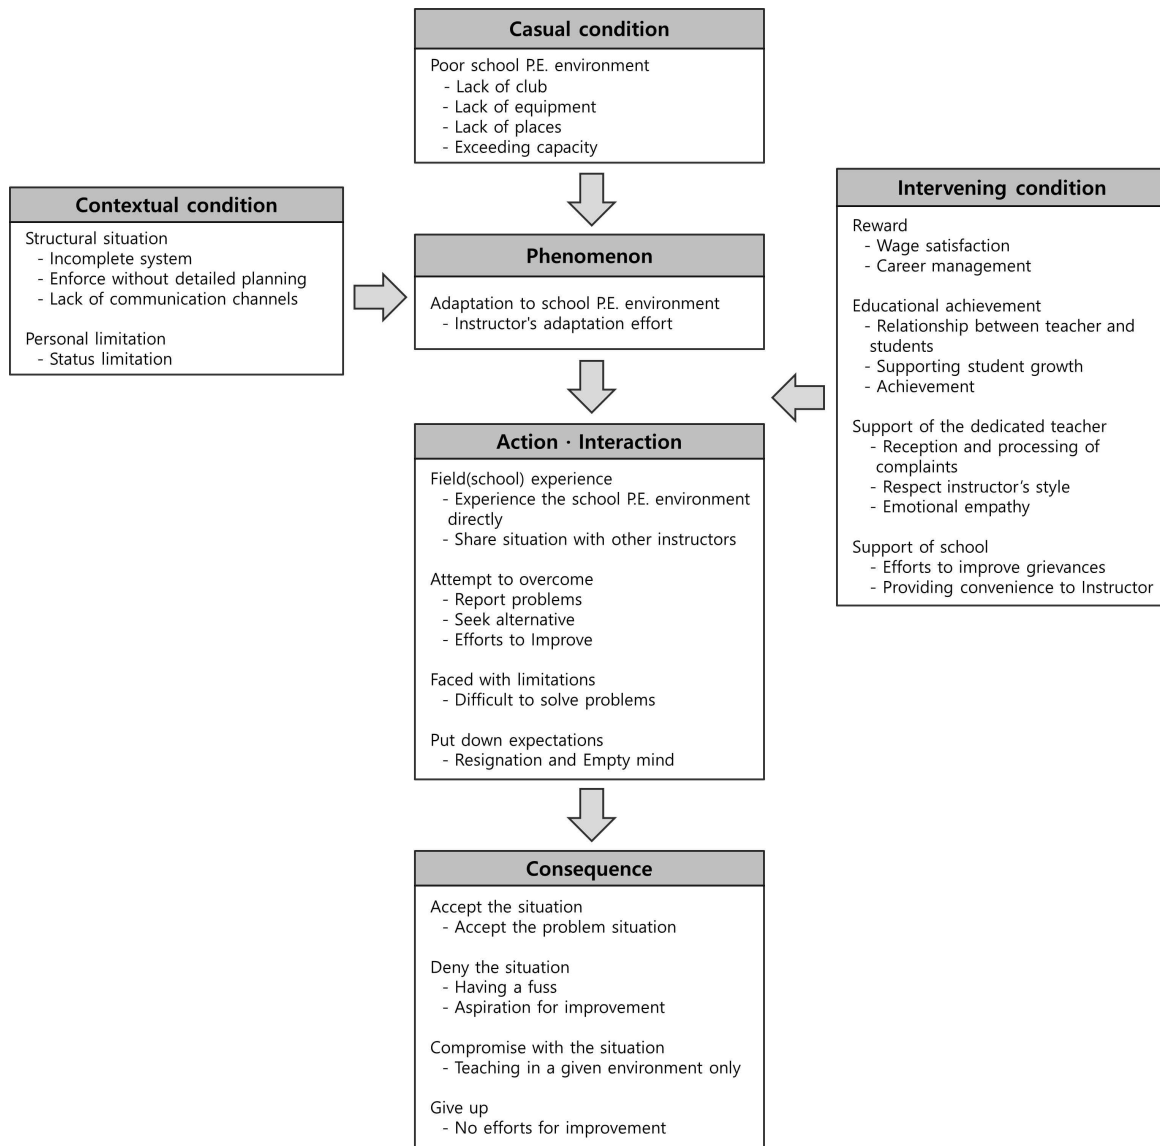 Casual condition
Poor school P.E. environment
- Lack of club
- Lack of equipment
- Lack of places
- Exceeding capacity
Contextual condition
Structural situation
- Incomplete system
- Enforce without detailed planning
- Lack of communication channels
Personal limitation
- Status limitation
Phenomenon
Adaptation to school P.E. environment
- Instructor's adaptation effort
Intervening condition
Reward
- Wage satisfaction
- Career management
Educational achievement
- Relationship between teacher and
students
- Supporting student growth
- Achievement
Support of the dedicated teacher
- Reception and processing of
complaints
- Respect instructor's style
- Emotional empathy
Support of school
- Efforts to improve grievances
- Providing convenience to Instructor
Action · Interaction
Field(school) experience
- Experience the school P.E. environment
directly
- Share situation with other instructors
Attempt to overcome
- Report problems
- Seek alternative
- Efforts to Improve
Faced with limitations
- Difficult to solve problems
Put down expectations
- Resignation and Empty mind
Consequence
Accept the situation
- Accept the problem situation
Deny the situation
- Having a fuss
- Aspiration for improvement
Compromise with the situation
- Teaching in a given environment only
Give up
- No efforts for improvement